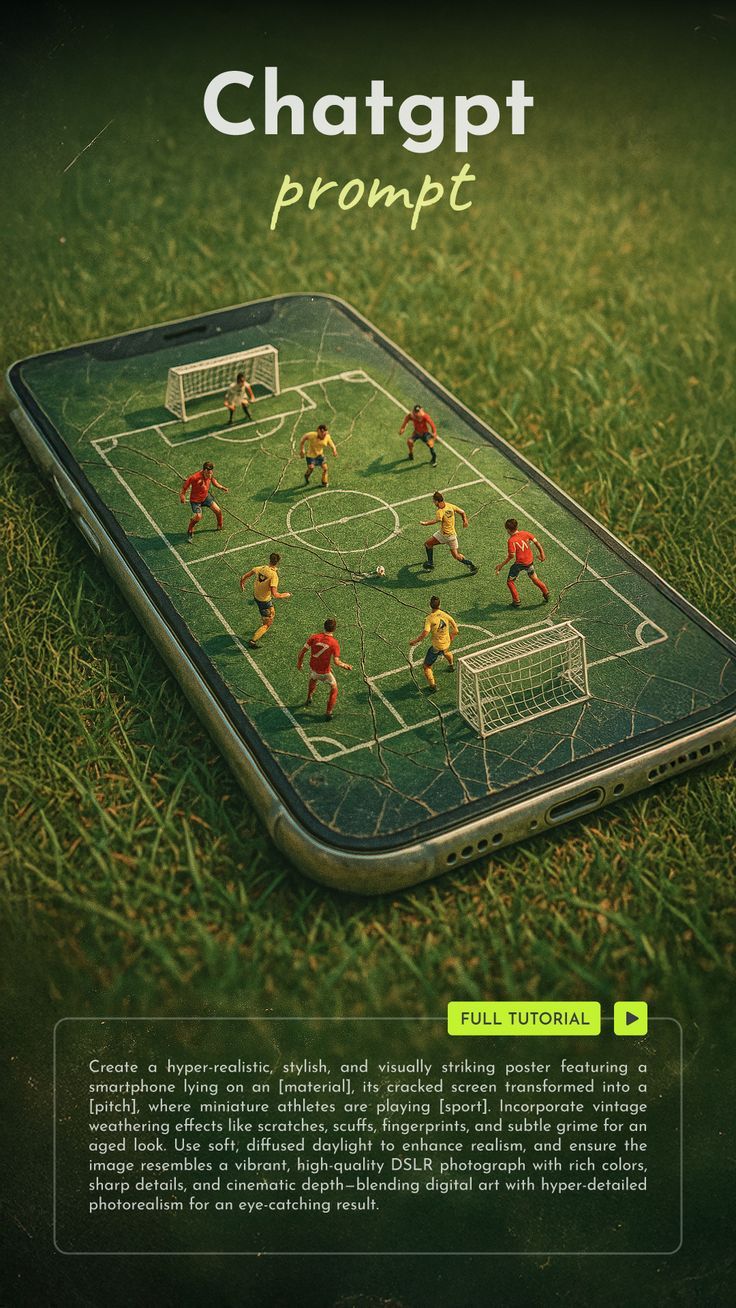 Chatgpt
prompt
7
FULL TUTORIAL
Create a hyper-realistic, stylish, and visually striking poster featuring a
smartphone lying on an [material], its cracked screen transformed into a
[pitch], where miniature athletes are playing [sport]. Incorporate vintage
weathering effects like scratches, scuffs, fingerprints, and subtle grime for an
aged look. Use soft, diffused daylight to enhance realism, and ensure the
image resembles a vibrant, high-quality DSLR photograph with rich colors,
sharp details, and cinematic depth—blending digital art with hyper-detailed
photorealism for an eye-catching result.